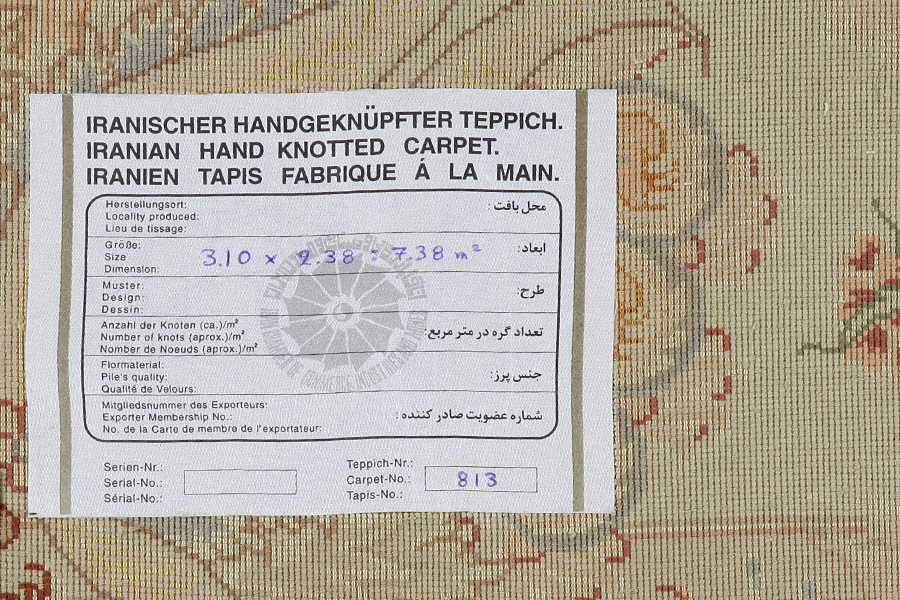 IRANISCHER HANDGEKNÜPFTER TEPPICH.
IRANIAN HAND KNOTTED CARPET.
IRANIEN TAPIS FABRIQUE Á LA MAIN.
Herstellungsort: محل بافت:
Locality produced:
Lieu de tissage:
Größe: ابعاد:
Size 3.10 x 2.38 = 7.38 m²
Dimension:
Muster: طرح:
Design:
Dessin:
Anzahl der Knoten (ca.)/m² تعداد گره در متر مربع:
Number of knots (aprox.)/m²
Nomber de Noeuds (aprox.)/m²
Flormaterial: جنس پرز:
Pile's quality:
Qualité de Velours:
Mitgliedsnummer des Exporteurs: شماره عضویت صادر کننده:
Exporter Membership No.:
No. de la Carte de membre de l'exportateur:
Serien-Nr.: Teppich-Nr.:
Serial-No.: Carpet-No.: 813
Sérial-No.: Tapis-No.: